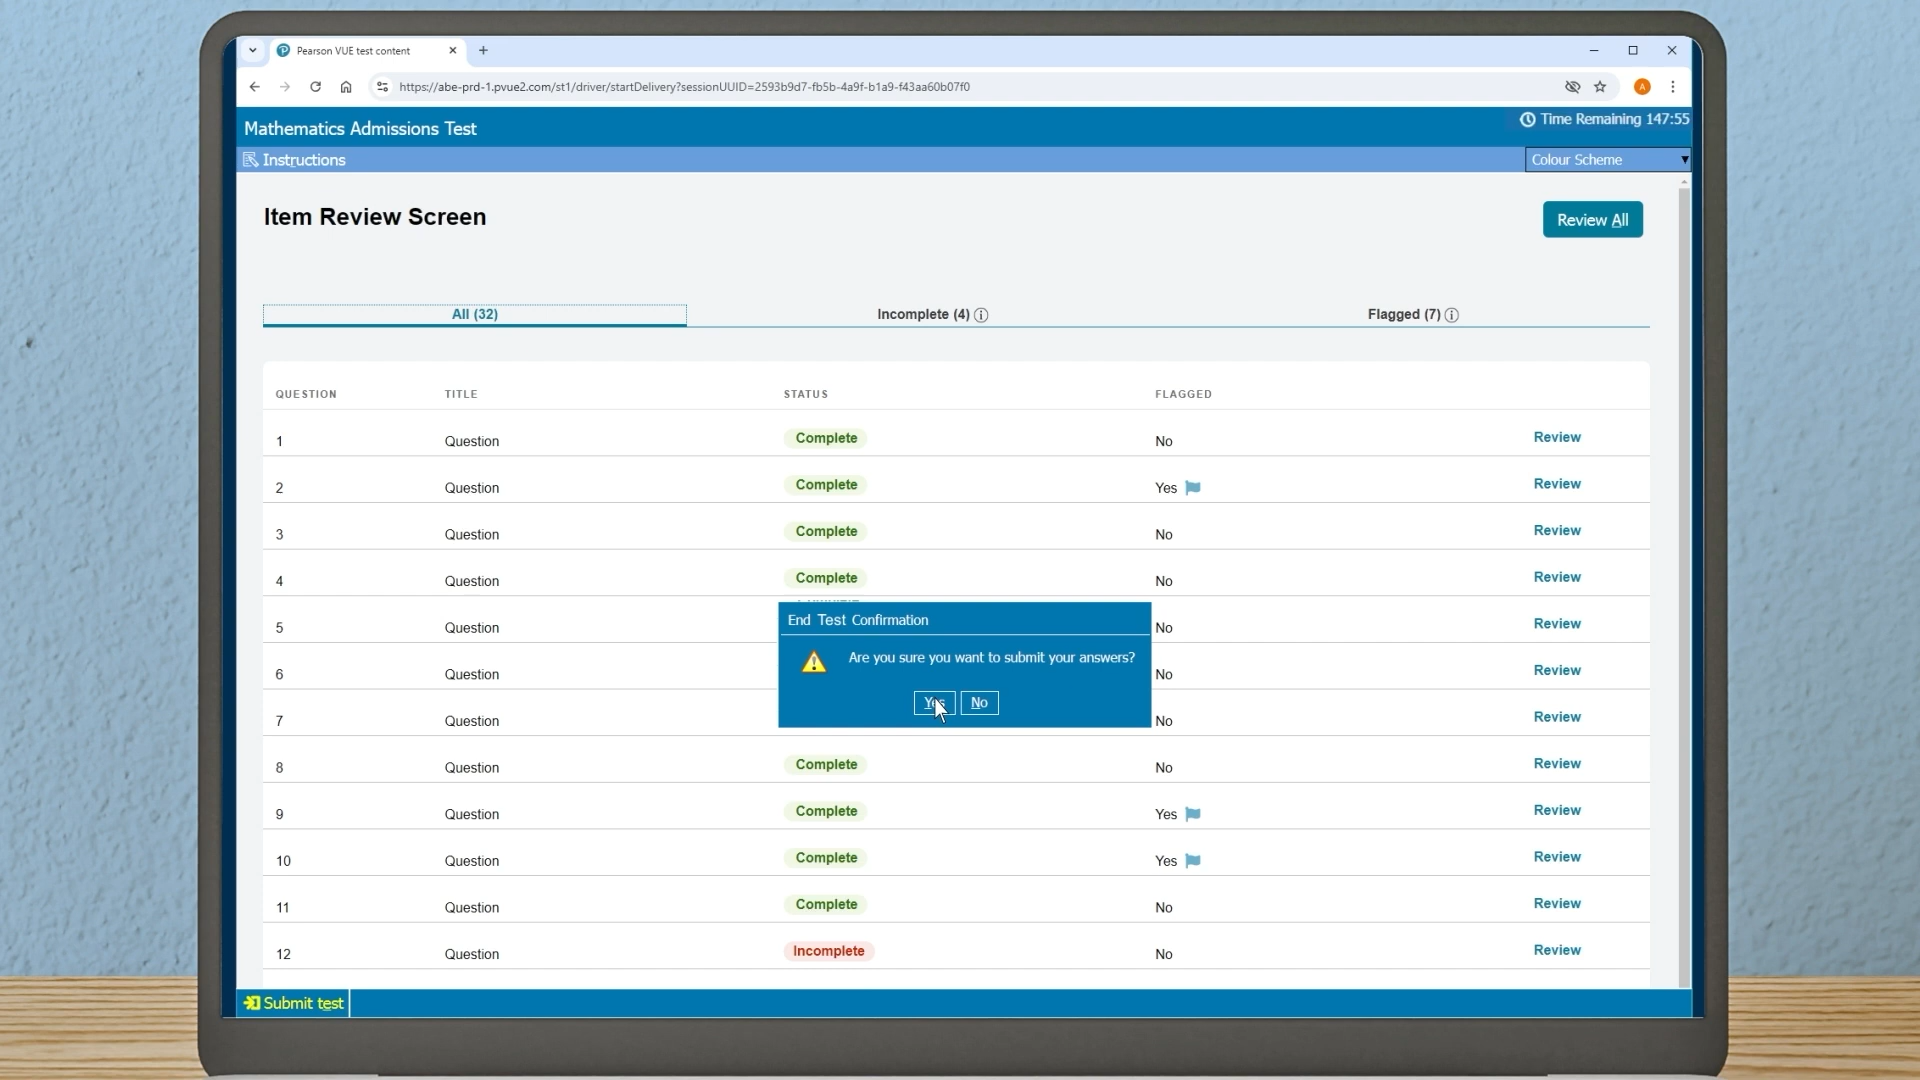 Pearson VUE test content
https://abe-prd-1.pvue2.com/st1/driver/startDelivery?sessionUUID=2593b9d7-fb5b-4a9f-b1a9-f43aa60b07f0
A
Mathematics Admissions Test
Time Remaining 147:55
Instructions
Colour Scheme
Item Review Screen
Review All
All (32)
Incomplete (4)
Flagged (7)
QUESTION TITLE STATUS FLAGGED
1 Question Complete No Review
2 Question Complete Yes Review
3 Question Complete No Review
4 Question Complete No Review
5 Question No Review
6 Question No Review
7 Question No Review
End Test Confirmation
Are you sure you want to submit your answers?
Yes No
8 Question Complete No Review
9 Question Complete Yes Review
10 Question Complete Yes Review
11 Question Complete No Review
12 Question Incomplete No Review
Submit test